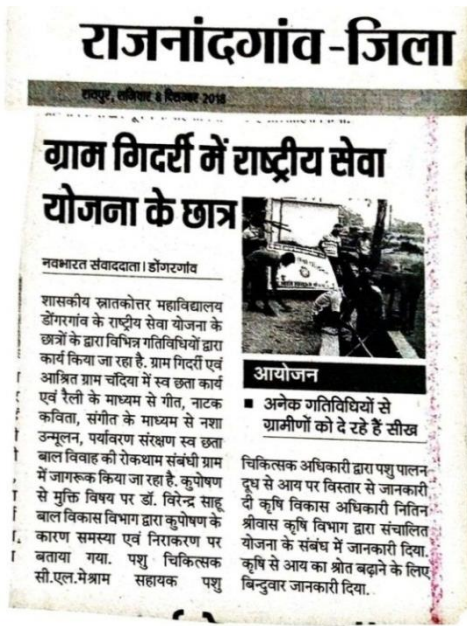 राजनांदगांव-जिला
रायपुर, शनिवार 8 दिसम्बर 2018
ग्राम गिदर्री में राष्ट्रीय सेवा
योजना के छात्र
नवभारत संवाददाता। डोंगरगांव
शासकीय स्नातकोत्तर महाविद्यालय
डोंगरगांव के राष्ट्रीय सेवा योजना के
छात्रों के द्वारा विभिन्न गतिविधियों द्वारा
कार्य किया जा रहा है. ग्राम गिदर्री एवं
आश्रित ग्राम चंदिया में स्व छता कार्य
एवं रैली के माध्यम से गीत, नाटक
कविता, संगीत के माध्यम से नशा
उन्मूलन, पर्यावरण संरक्षण स्व छता
बाल विवाह की रोकथाम संबंधी ग्राम
में जागरूक किया जा रहा है. कुपोषण
से मुक्ति विषय पर डॉ. विरेन्द्र साहू
बाल विकास विभाग द्वारा कुपोषण के
कारण समस्या एवं निराकरण पर
बताया गया. पशु चिकित्सक
सी.एल.मेश्राम सहायक पशु
आयोजन
■ अनेक गतिविधियों से
ग्रामीणों को दे रहे हैं सीख
चिकित्सक अधिकारी द्वारा पशु पालन
दूध से आय पर विस्तार से जानकारी
दी कृषि विकास अधिकारी नितिन
श्रीवास कृषि विभाग द्वारा संचालित
योजना के संबंध में जानकारी दिया.
कृषि से आय का श्रोत बढ़ाने के लिए
बिन्दुवार जानकारी दिया.